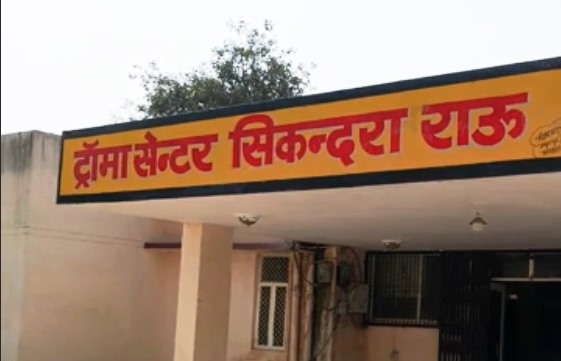 ट्रॉमा सेन्टर सिकन्दरा राऊ